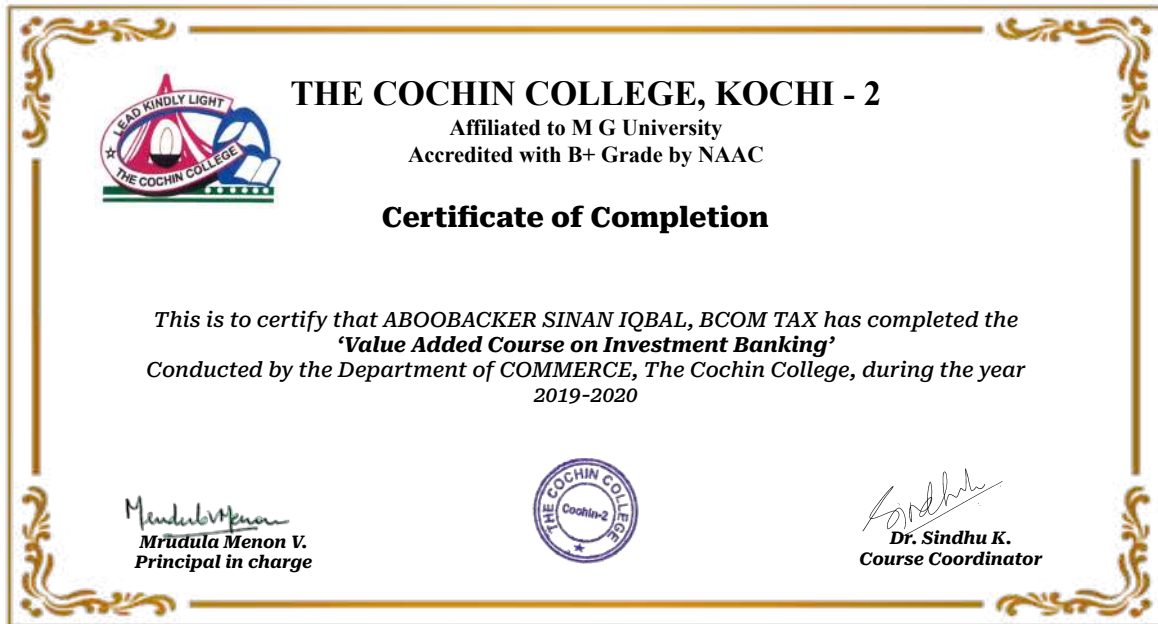 LEAD KINDLY LIGHT
THE COCHIN COLLEGE
THE COCHIN COLLEGE, KOCHI - 2
Affiliated to M G University
Accredited with B+ Grade by NAAC
Certificate of Completion
This is to certify that ABOOBACKER SINAN IQBAL, BCOM TAX has completed the
‘Value Added Course on Investment Banking’
Conducted by the Department of COMMERCE, The Cochin College, during the year
2019-2020
Mrudula Menon V.
Principal in charge
THE COCHIN COLLEGE
Cochin-2
Sindhu
Dr. Sindhu K.
Course Coordinator